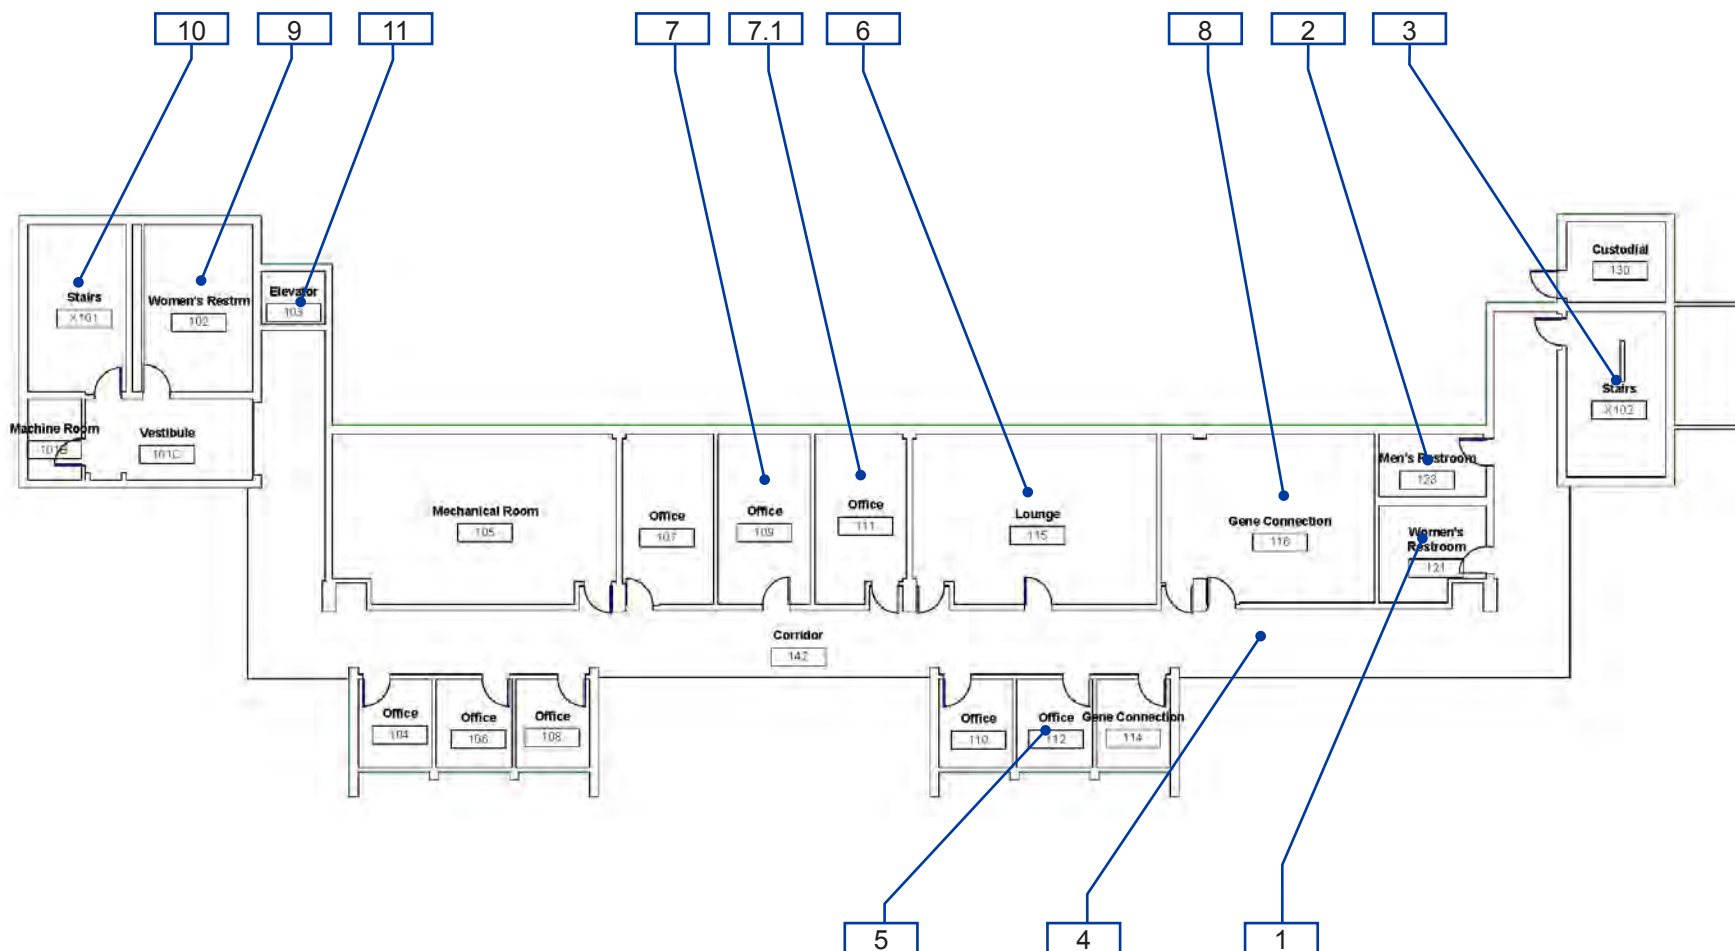 10
9
11
7
7.1
6
8
2
3
Custodial
130
Stairs
X101
Women's Restrm
102
Elevator
103
Stairs
X102
Machine Room
101B
Vestibule
101C
Mechanical Room
105
Office
107
Office
109
Office
111
Lounge
115
Gene Connection
116
Men's Restroom
123
Women's
Restroom
121
Corridor
142
Office
104
Office
106
Office
108
Office
110
Office
112
Gene Connection
114
5
4
1